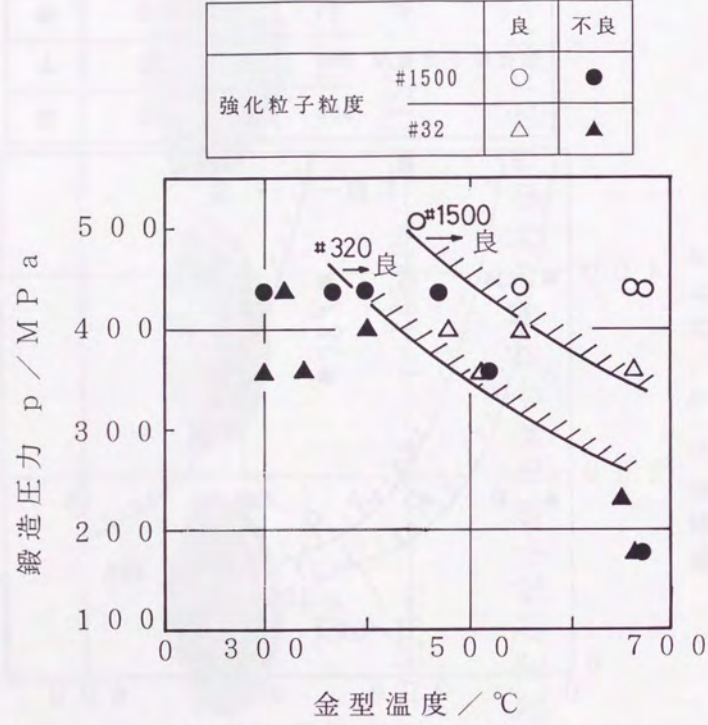 良 不良
強化粒子粒度
#1500 ○ ●
#32 △ ▲
鍛造圧力 p／MPa
500
400
300
200
100
#1500
→ 良
#320
→ 良
0 300 500 700
金型温度／℃